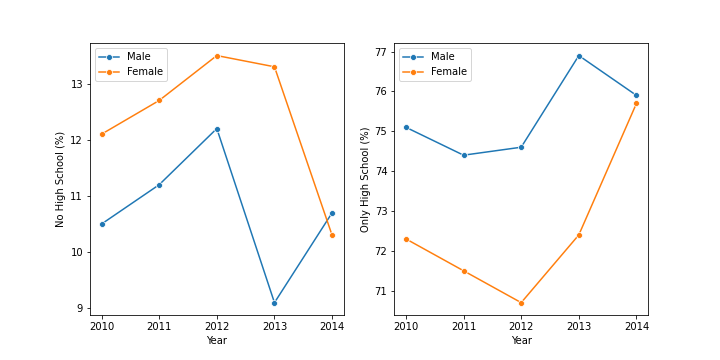 Male
Female
No High School (%)
13
12
11
10
9
2010 2011 2012 2013 2014
Year
Male
Female
Only High School (%)
77
76
75
74
73
72
71
2010 2011 2012 2013 2014
Year